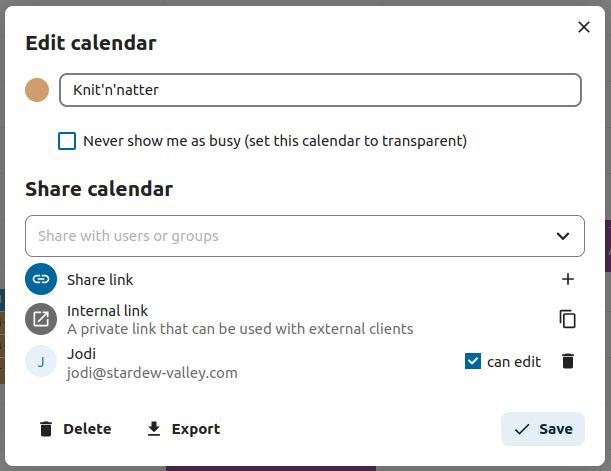 Edit calendar
Knit'n'natter
Never show me as busy (set this calendar to transparent)
Share calendar
Share with users or groups
Share link
Internal link
A private link that can be used with external clients
J
Jodi
jodi@stardew-valley.com
can edit
Delete
Export
Save